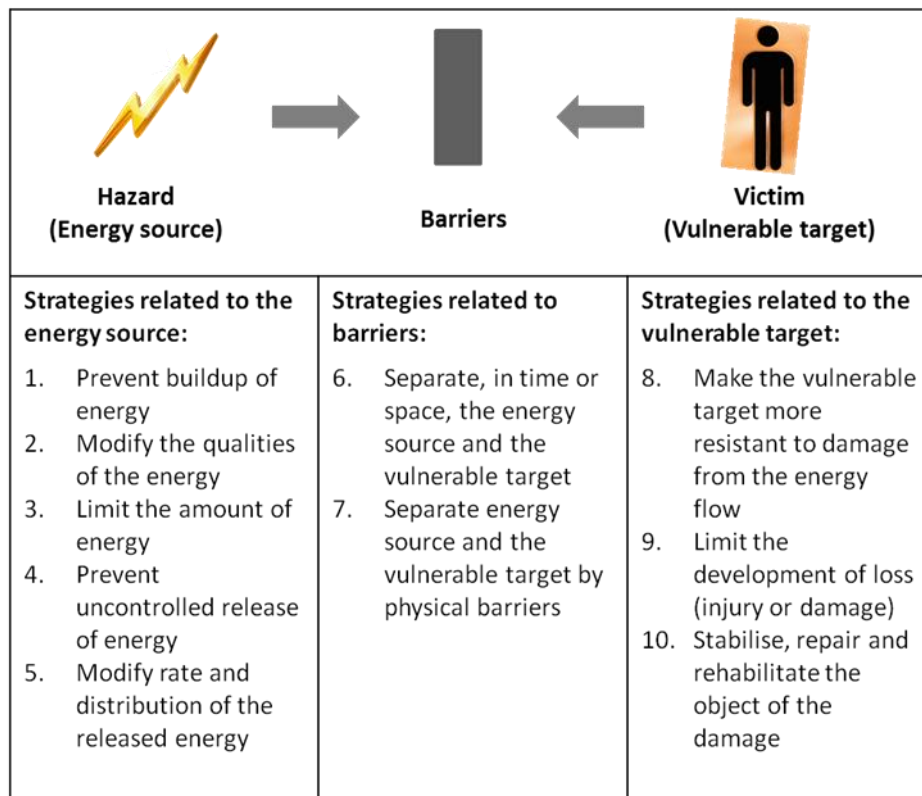 Hazard
(Energy source)
Barriers
Victim
(Vulnerable target)
Strategies related to the
energy source:
1. Prevent buildup of
energy
2. Modify the qualities
of the energy
3. Limit the amount of
energy
4. Prevent
uncontrolled release
of energy
5. Modify rate and
distribution of the
released energy
Strategies related to
barriers:
6. Separate, in time or
space, the energy
source and the
vulnerable target
7. Separate energy
source and the
vulnerable target by
physical barriers
Strategies related to the
vulnerable target:
8. Make the vulnerable
target more
resistant to damage
from the energy
flow
9. Limit the
development of loss
(injury or damage)
10. Stabilise, repair and
rehabilitate the
object of the
damage